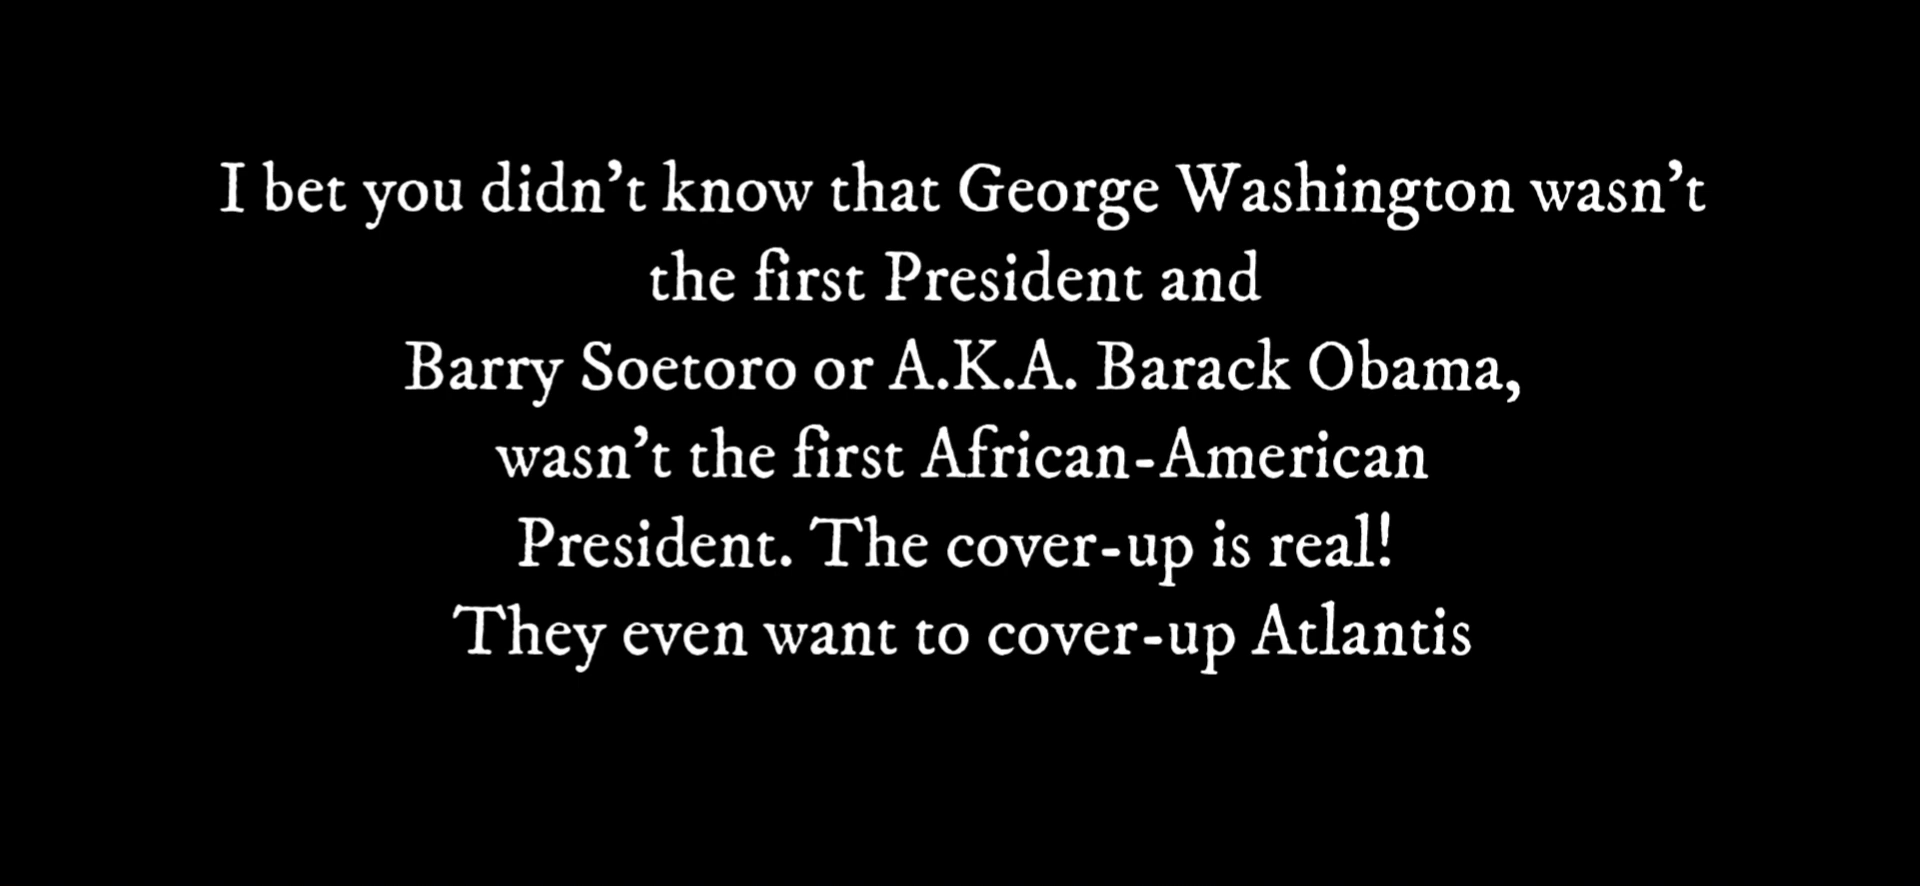 I bet you didn’t know that George Washington wasn’t
the first President and
Barry Soetoro or A.K.A. Barack Obama,
wasn’t the first African-American
President. The cover-up is real!
They even want to cover-up Atlantis